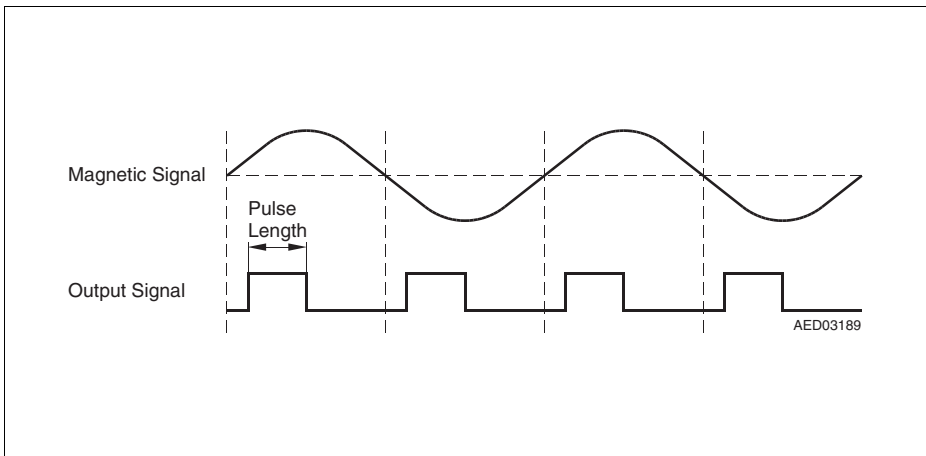 Magnetic Signal
Pulse
Length
Output Signal
AED03189